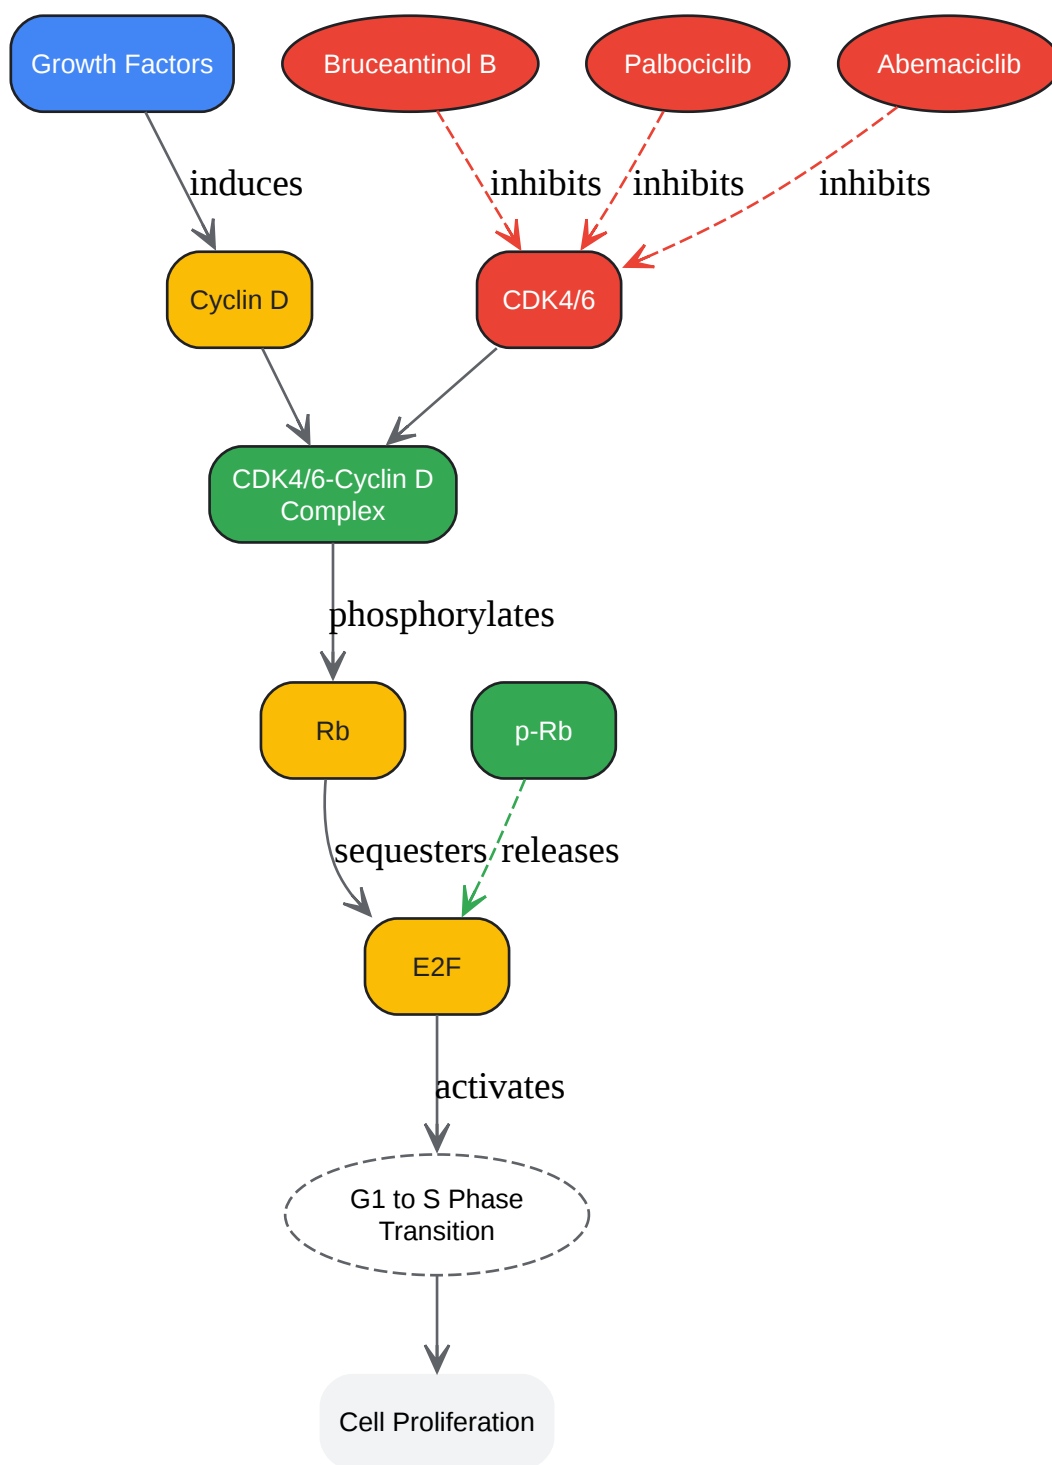 Growth Factors
Bruceantinol B
Palbociclib
Abemaciclib
induces
inhibits
inhibits
inhibits
Cyclin D
CDK4/6
CDK4/6-Cyclin D
Complex
phosphorylates
Rb
p-Rb
sequesters
releases
E2F
activates
G1 to S Phase
Transition
Cell Proliferation